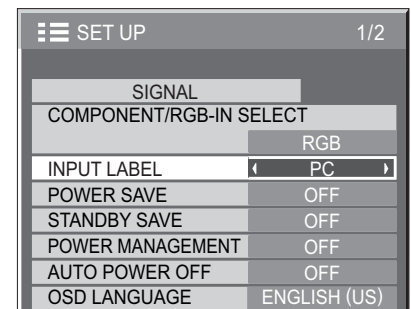 SET UP 1/2
SIGNAL
COMPONENT/RGB-IN SELECT
RGB
INPUT LABEL PC
POWER SAVE OFF
STANDBY SAVE OFF
POWER MANAGEMENT OFF
AUTO POWER OFF OFF
OSD LANGUAGE ENGLISH (US)